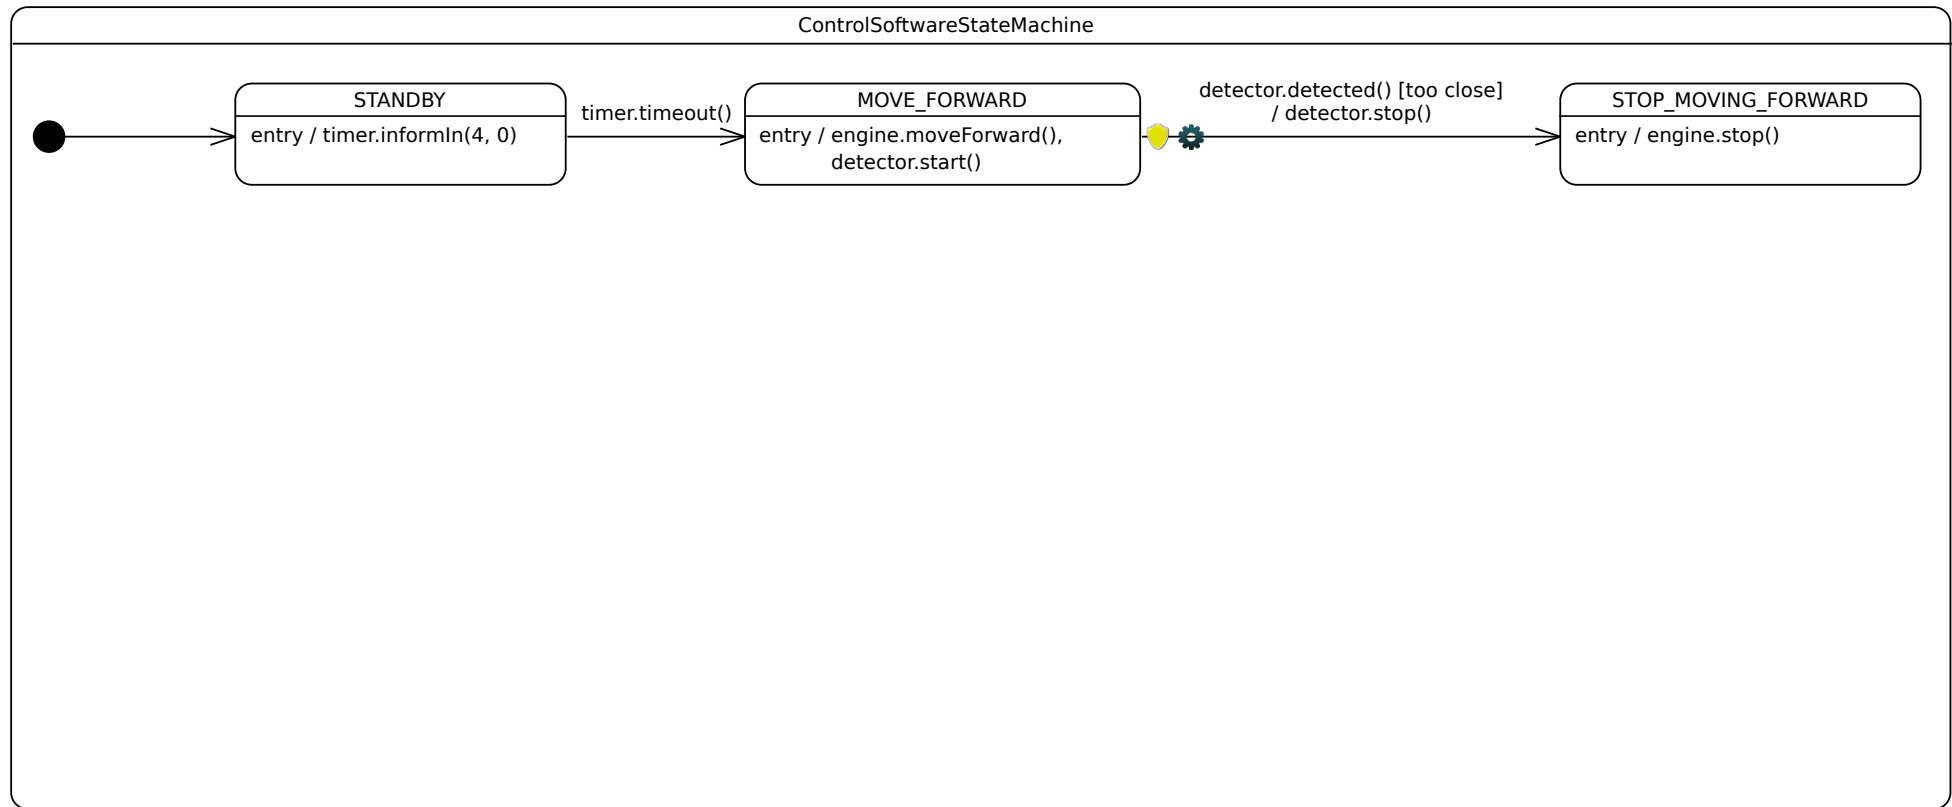 ControlSoftwareStateMachine
STANDBY
entry / timer.informIn(4, 0)
timer.timeout()
MOVE_FORWARD
entry / engine.moveForward(),
detector.start()
detector.detected() [too close]
/ detector.stop()
STOP_MOVING_FORWARD
entry / engine.stop()